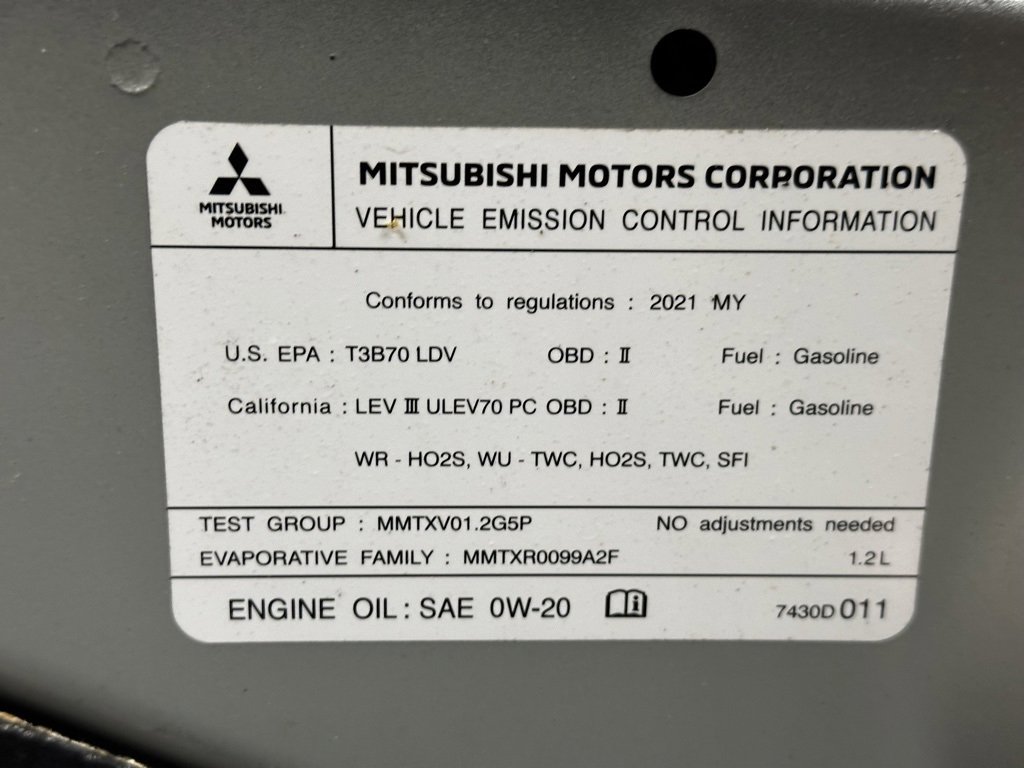 MITSUBISHI
MOTORS
MITSUBISHI MOTORS CORPORATION
VEHICLE EMISSION CONTROL INFORMATION
Conforms to regulations : 2021 MY
U.S. EPA : T3B70 LDV OBD : II Fuel : Gasoline
California : LEV III ULEV70 PC OBD : II Fuel : Gasoline
WR - HO2S, WU - TWC, HO2S, TWC, SFI
TEST GROUP : MMTXV01.2G5P NO adjustments needed
EVAPORATIVE FAMILY : MMTXR0099A2F 1.2 L
ENGINE OIL : SAE 0W-20 7430D 011